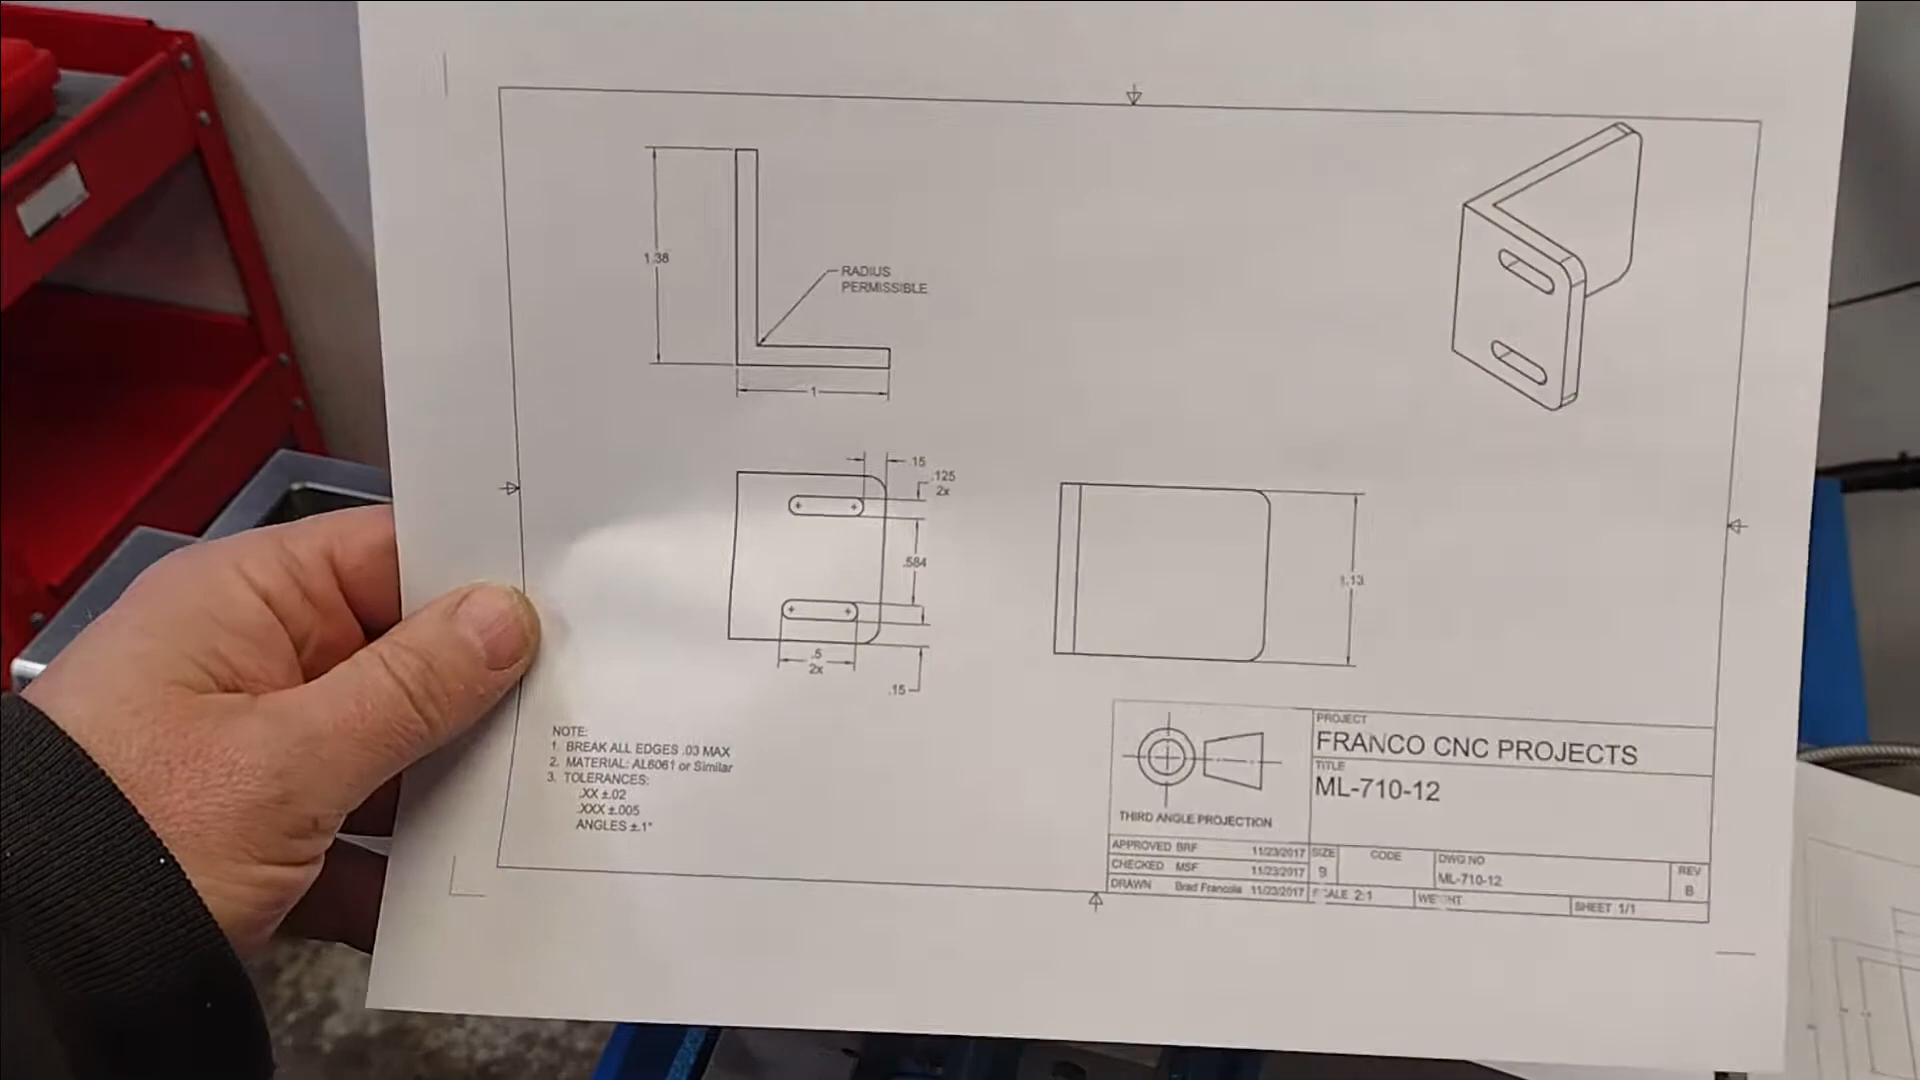 1.38
RADIUS
PERMISSIBLE
1
.15
.125
2x
.584
.5
2x
.15
1.13
NOTE:
1. BREAK ALL EDGES .03 MAX
2. MATERIAL: AL6061 or Similar
3. TOLERANCES:
.XX ±.02
.XXX ±.005
ANGLES ±.1°
THIRD ANGLE PROJECTION
PROJECT
FRANCO CNC PROJECTS
TITLE
ML-710-12
APPROVED BRF 11/23/2017
CHECKED MSF 11/23/2017
DRAWN Brad Francola 11/23/2017
SIZE
9
CODE
DWG NO
ML-710-12
REV
B
SCALE 2:1
WEIGHT
SHEET 1/1